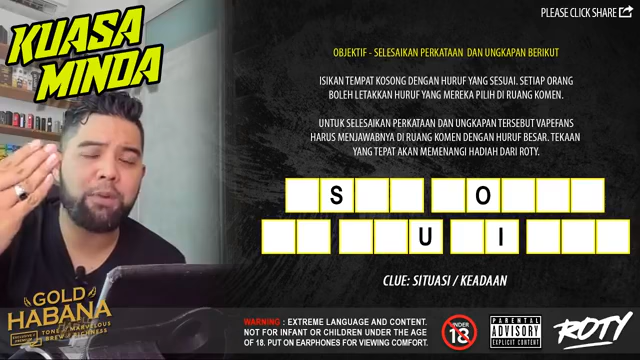 KUASA
MINDA
PLEASE CLICK SHARE
OBJEKTIF - SELESAIKAN PERKATAAN DAN UNGKAPAN BERIKUT
ISIKAN TEMPAT KOSONG DENGAN HURUF YANG SESUAI. SETIAP ORANG
BOLEH LETAKKAN HURUF YANG MEREKA PILIH DI RUANG KOMEN.
UNTUK SELESAIKAN PERKATAAN DAN UNGKAPAN TERSEBUT VAPEFANS
HARUS MENJAWABNYA DI RUANG KOMEN DENGAN HURUF BESAR. TEKAAN
YANG TEPAT AKAN MEMENANGI HADIAH DARI ROTY.
S O
U I
CLUE: SITUASI / KEADAAN
GOLD
HABANA
TONE / MARVELOUS
BREW / RICHNESS
WARNING : EXTREME LANGUAGE AND CONTENT.
NOT FOR INFANT OR CHILDREN UNDER THE AGE
OF 18. PUT ON EARPHONES FOR VIEWING COMFORT.
UNDER
18
PARENTAL
ADVISORY
EXPLICIT CONTENT
ROTY